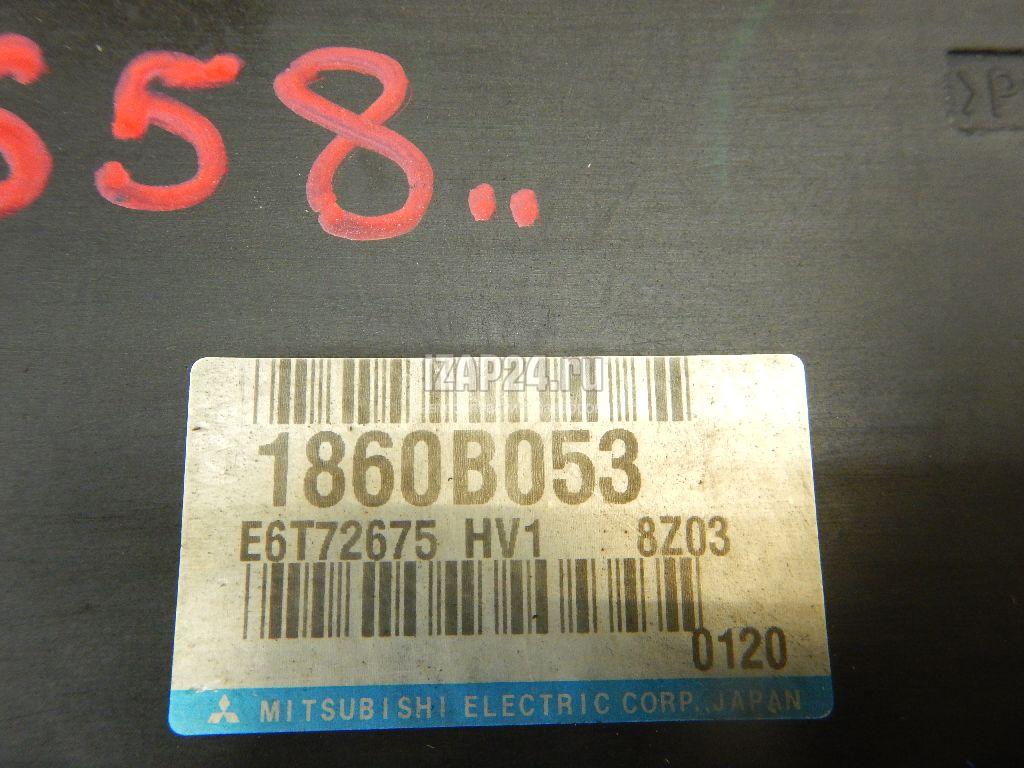 558..
IZAP24.ru
1860B053
E6T72675 HV1 8Z03
0120
MITSUBISHI ELECTRIC CORP. JAPAN